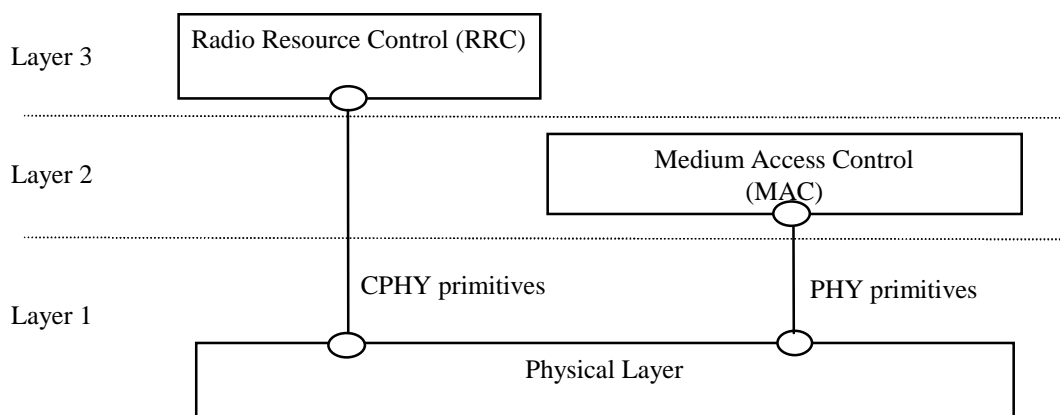 Radio Resource Control (RRC)
Layer 3
Medium Access Control
(MAC)
Layer 2
CPHY primitives
PHY primitives
Layer 1
Physical Layer